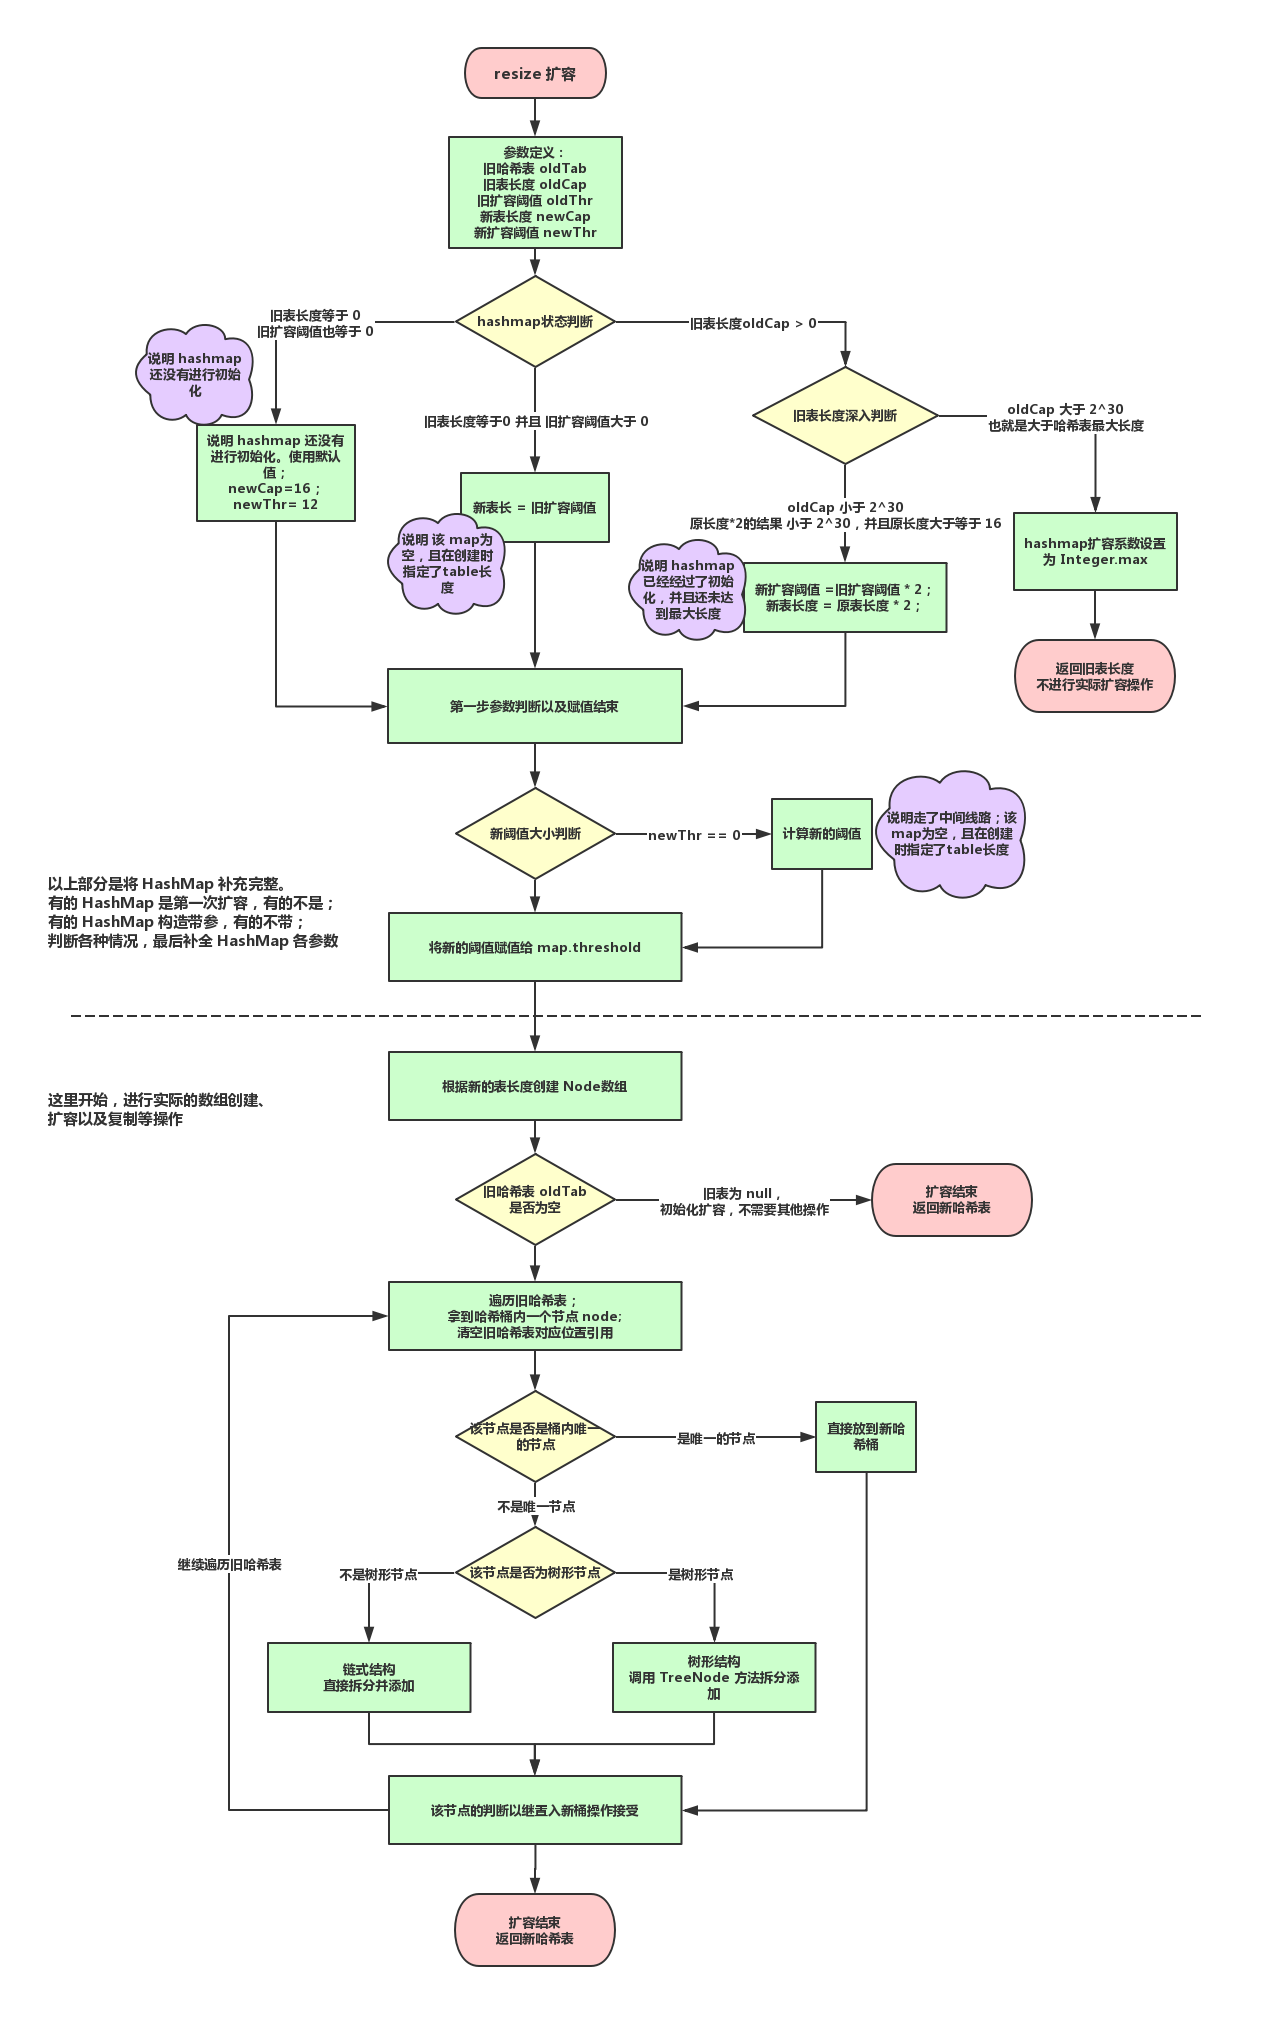 resize 扩容
参数定义：
旧哈希表 oldTab
旧表长度 oldCap
旧扩容阈值 oldThr
新表长度 newCap
新扩容阈值 newThr
hashmap状态判断
旧表长度等于 0
旧扩容阈值也等于 0
旧表长度oldCap > 0
说明 hashmap
还没有进行初始
化
旧表长度等于0 并且 旧扩容阈值大于 0
旧表长度深入判断
oldCap 大于 2^30
也就是大于哈希表最大长度
说明 hashmap 还没有
进行初始化。使用默认
值；
newCap=16；
newThr= 12
新表长 = 旧扩容阈值
说明 该 map为
空，且在创建时
指定了table长
度
oldCap 小于 2^30
原长度*2的结果 小于 2^30，并且原长度大于等于 16
说明 hashmap
已经经过了初始
化，并且还未达
到最大长度
新扩容阈值 =旧扩容阈值 * 2；
新表长度 = 原表长度 * 2；
hashmap扩容系数设置
为 Integer.max
返回旧表长度
不进行实际扩容操作
第一步参数判断以及赋值结束
新阈值大小判断
newThr == 0
计算新的阈值
说明走了中间线路；该
map为空，且在创建
时指定了table长度
以上部分是将 HashMap 补充完整。
有的 HashMap 是第一次扩容，有的不是；
有的 HashMap 构造带参，有的不带；
判断各种情况，最后补全 HashMap 各参数
将新的阈值赋值给 map.threshold
根据新的表长度创建 Node数组
这里开始，进行实际的数组创建、
扩容以及复制等操作
旧哈希表 oldTab
是否为空
旧表为 null，
初始化扩容，不需要其他操作
扩容结束
返回新哈希表
遍历旧哈希表；
拿到哈希桶内一个节点 node;
清空旧哈希表对应位置引用
该节点是否是桶内唯一
的节点
是唯一的节点
直接放到新哈
希桶
不是唯一节点
继续遍历旧哈希表
不是树形节点
该节点是否为树形节点
是树形节点
链式结构
直接拆分并添加
树形结构
调用 TreeNode 方法拆分添
加
该节点的判断以继置入新桶操作接受
扩容结束
返回新哈希表